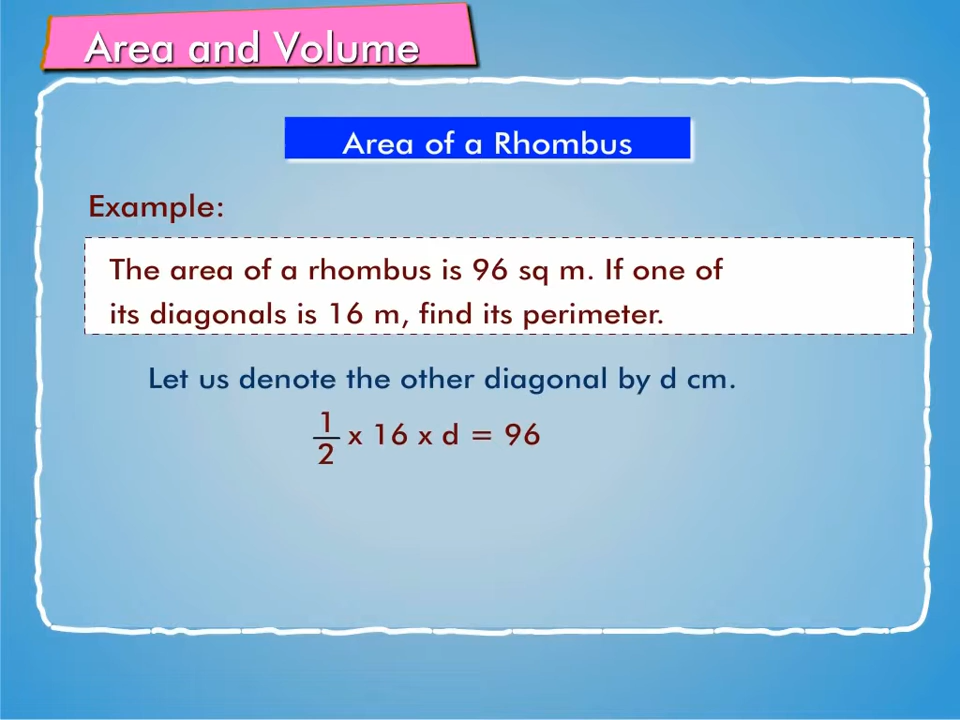 Area and Volume
Area of a Rhombus
Example:
The area of a rhombus is 96 sq m. If one of
its diagonals is 16 m, find its perimeter.
Let us denote the other diagonal by d cm.
1/2 x 16 x d = 96